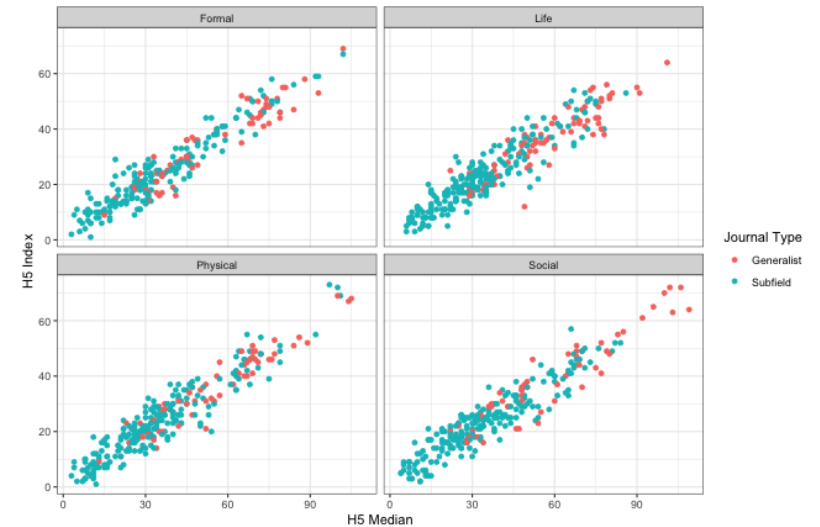 Formal
Life
60
40
20
0
Physical
Social
60
40
20
0
0 30 60 90
0 30 60 90
H5 Median
H5 Index
Journal Type
Generalist
Subfield